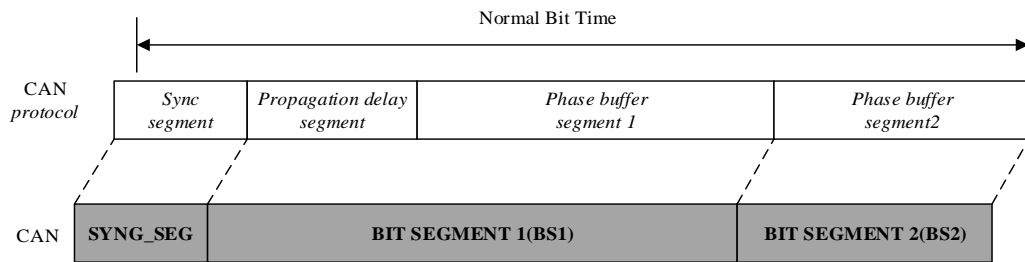 Normal Bit Time
CAN
protocol
Sync
segment
Propagation delay
segment
Phase buffer
segment 1
Phase buffer
segment2
CAN
SYNG_SEG
BIT SEGMENT 1(BS1)
BIT SEGMENT 2(BS2)